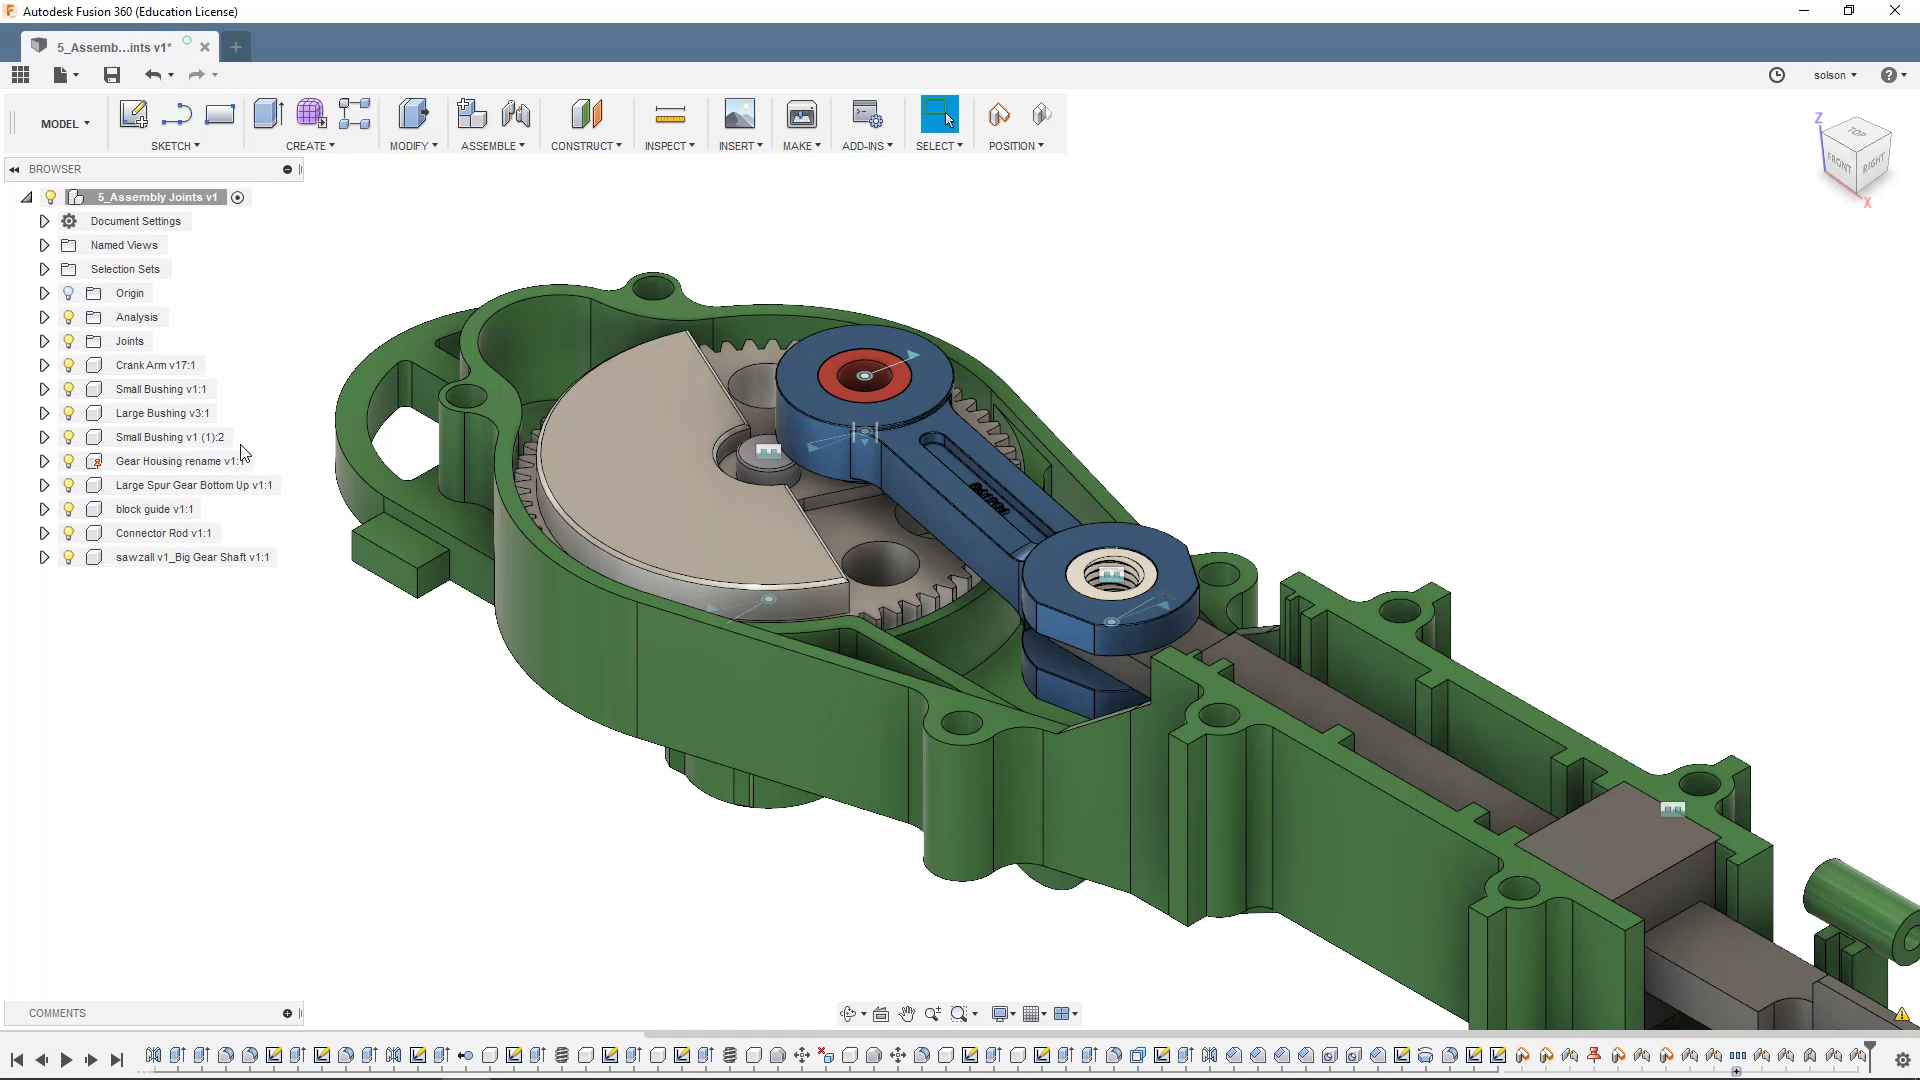 Autodesk Fusion 360 (Education License)
5_Assemb...ints v1*
solson
MODEL
SKETCH
CREATE
MODIFY
ASSEMBLE
CONSTRUCT
INSPECT
INSERT
MAKE
ADD-INS
SELECT
POSITION
Z
TOP
FRONT
RIGHT
X
BROWSER
5_Assembly Joints v1
Document Settings
Named Views
Selection Sets
Origin
Analysis
Joints
Crank Arm v17:1
Small Bushing v1:1
Large Bushing v3:1
Small Bushing v1 (1):2
Gear Housing rename v1:1
Large Spur Gear Bottom Up v1:1
block guide v1:1
Connector Rod v1:1
sawzall v1_Big Gear Shaft v1:1
COMMENTS